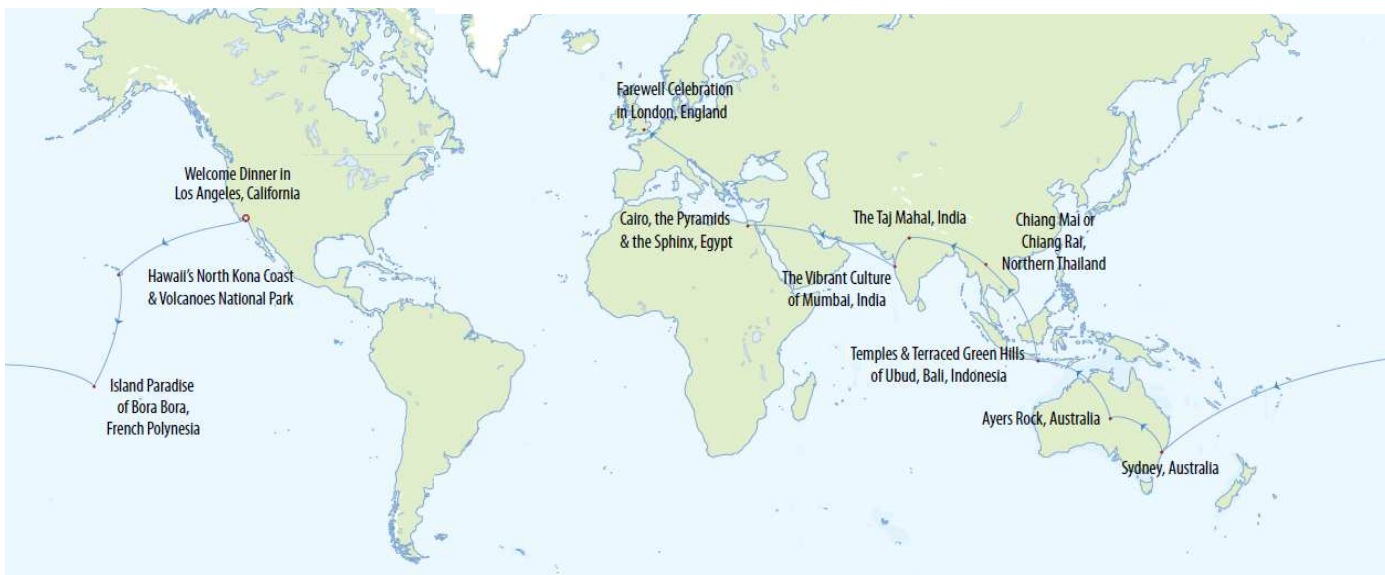 Farewell Celebration
in London, England
Welcome Dinner in
Los Angeles, California
Hawaii's North Kona Coast
& Volcanoes National Park
Island Paradise
of Bora Bora,
French Polynesia
Cairo, the Pyramids
& the Sphinx, Egypt
The Taj Mahal, India
Chiang Mai or
Chiang RaI,
Northern Thailand
The Vibrant Culture
of Mumbai, India
Temples & Terraced Green Hills
of Ubud, Bali, Indonesia
Ayers Rock, Australia
Sydney, Australia